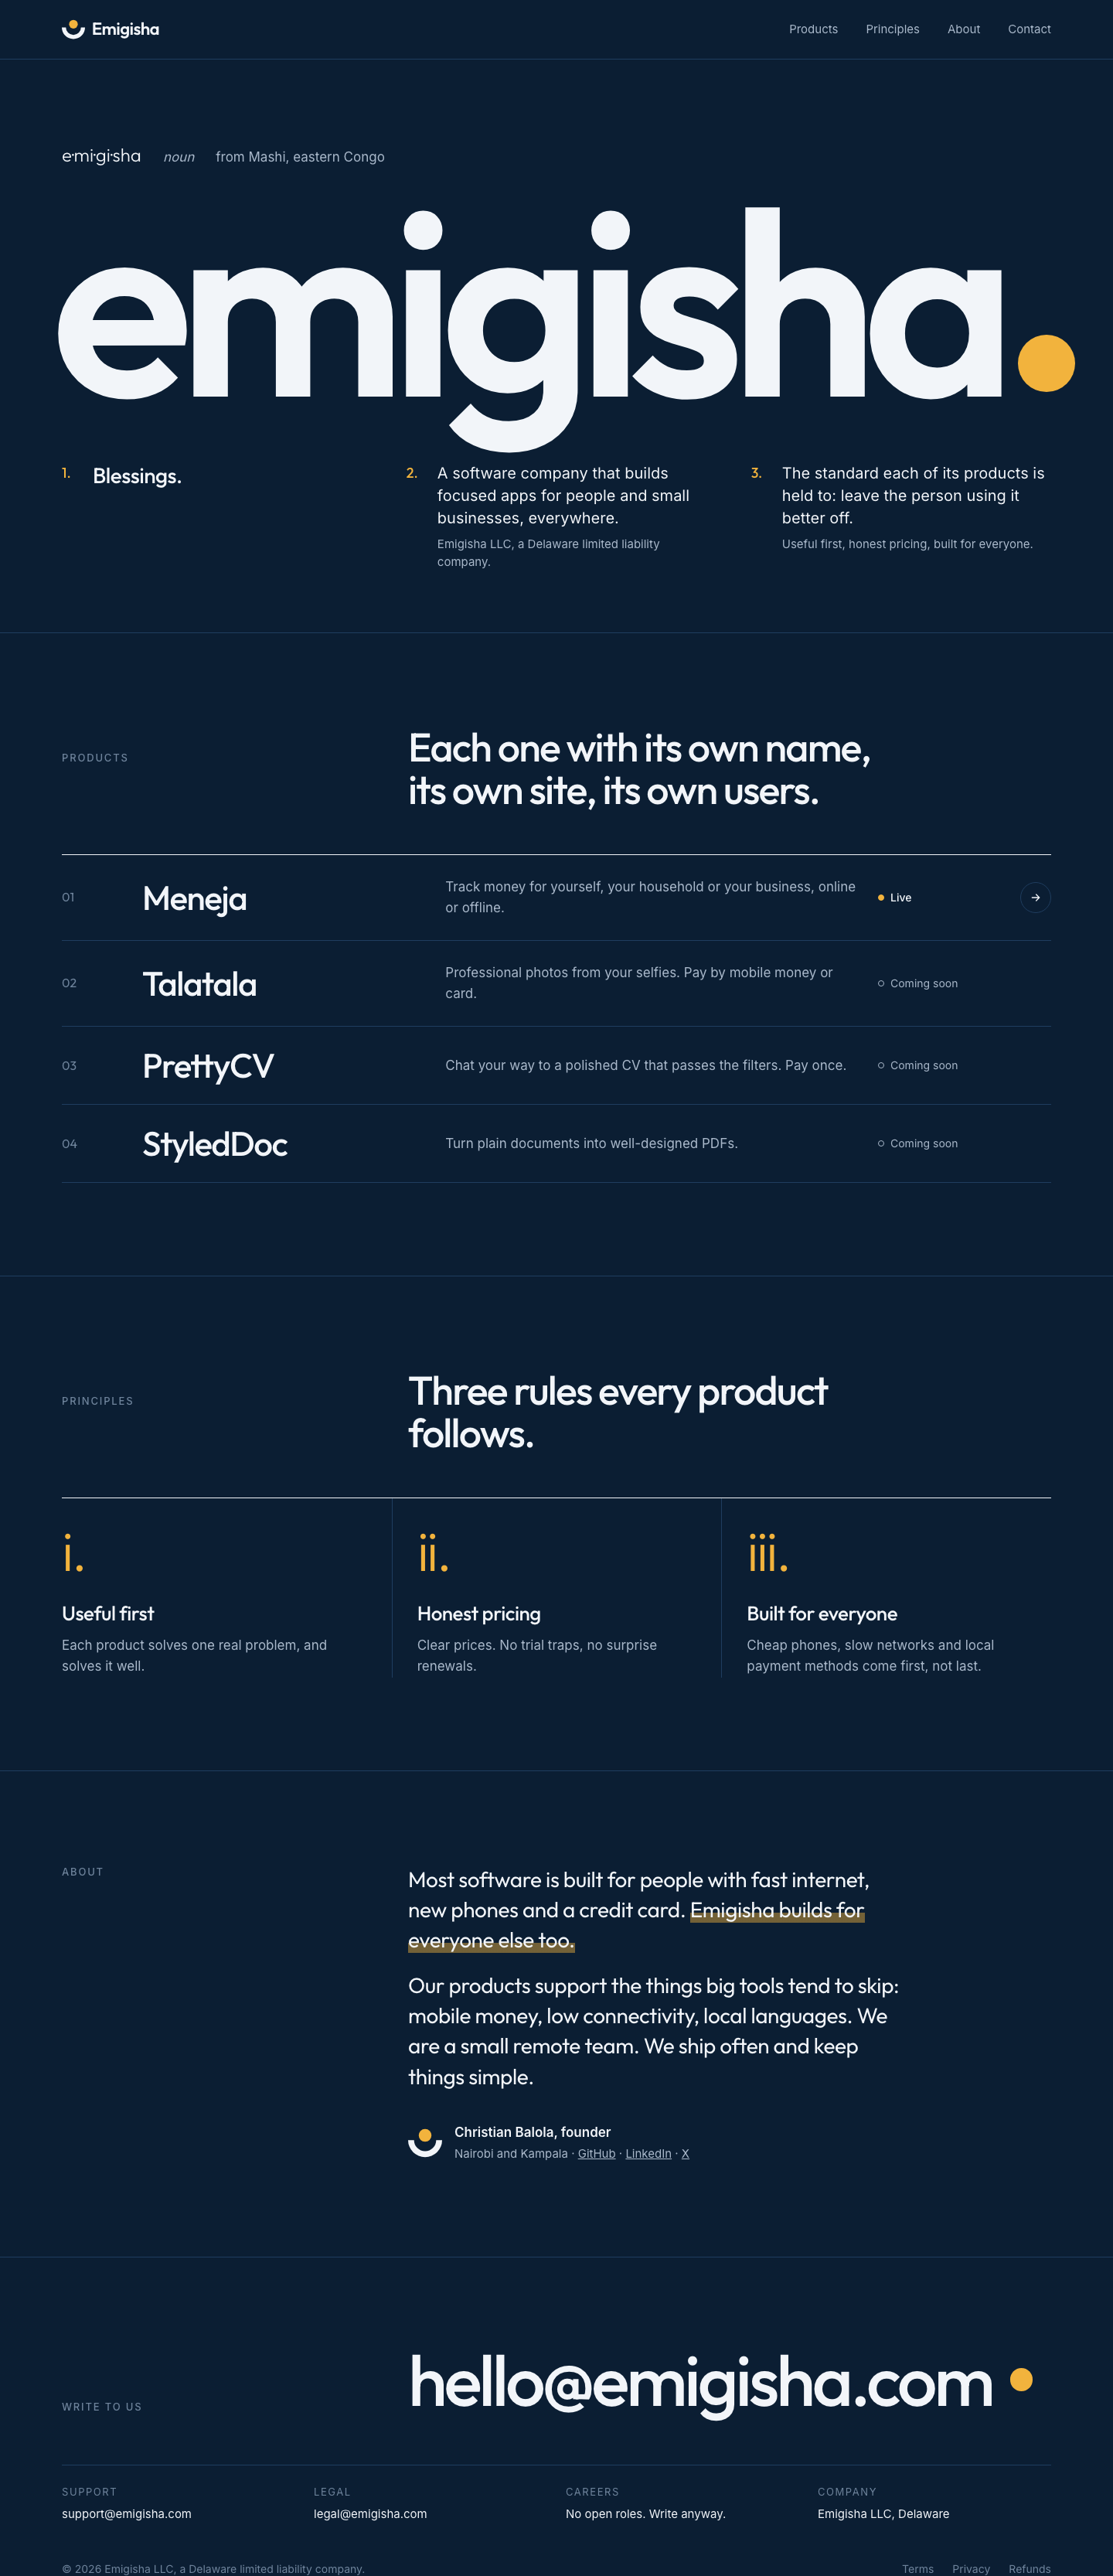 Emigisha
Products Principles About Contact
e·mi·gi·sha noun from Mashi, eastern Congo
emigisha.
1. Blessings.
2. A software company that builds
focused apps for people and small
businesses, everywhere.
Emigisha LLC, a Delaware limited liability
company.
3. The standard each of its products is
held to: leave the person using it
better off.
Useful first, honest pricing, built for everyone.
PRODUCTS
Each one with its own name,
its own site, its own users.
01 Meneja
Track money for yourself, your household or your business, online
or offline.
Live →
02 Talatala
Professional photos from your selfies. Pay by mobile money or
card.
Coming soon
03 PrettyCV
Chat your way to a polished CV that passes the filters. Pay once.
Coming soon
04 StyledDoc
Turn plain documents into well-designed PDFs.
Coming soon
PRINCIPLES
Three rules every product
follows.
i.
Useful first
Each product solves one real problem, and
solves it well.
ii.
Honest pricing
Clear prices. No trial traps, no surprise
renewals.
iii.
Built for everyone
Cheap phones, slow networks and local
payment methods come first, not last.
ABOUT
Most software is built for people with fast internet,
new phones and a credit card. Emigisha builds for
everyone else too.
Our products support the things big tools tend to skip:
mobile money, low connectivity, local languages. We
are a small remote team. We ship often and keep
things simple.
Christian Balola, founder
Nairobi and Kampala · GitHub · LinkedIn · X
WRITE TO US
hello@emigisha.com
SUPPORT
support@emigisha.com
LEGAL
legal@emigisha.com
CAREERS
No open roles. Write anyway.
COMPANY
Emigisha LLC, Delaware
© 2026 Emigisha LLC, a Delaware limited liability company.
Terms Privacy Refunds